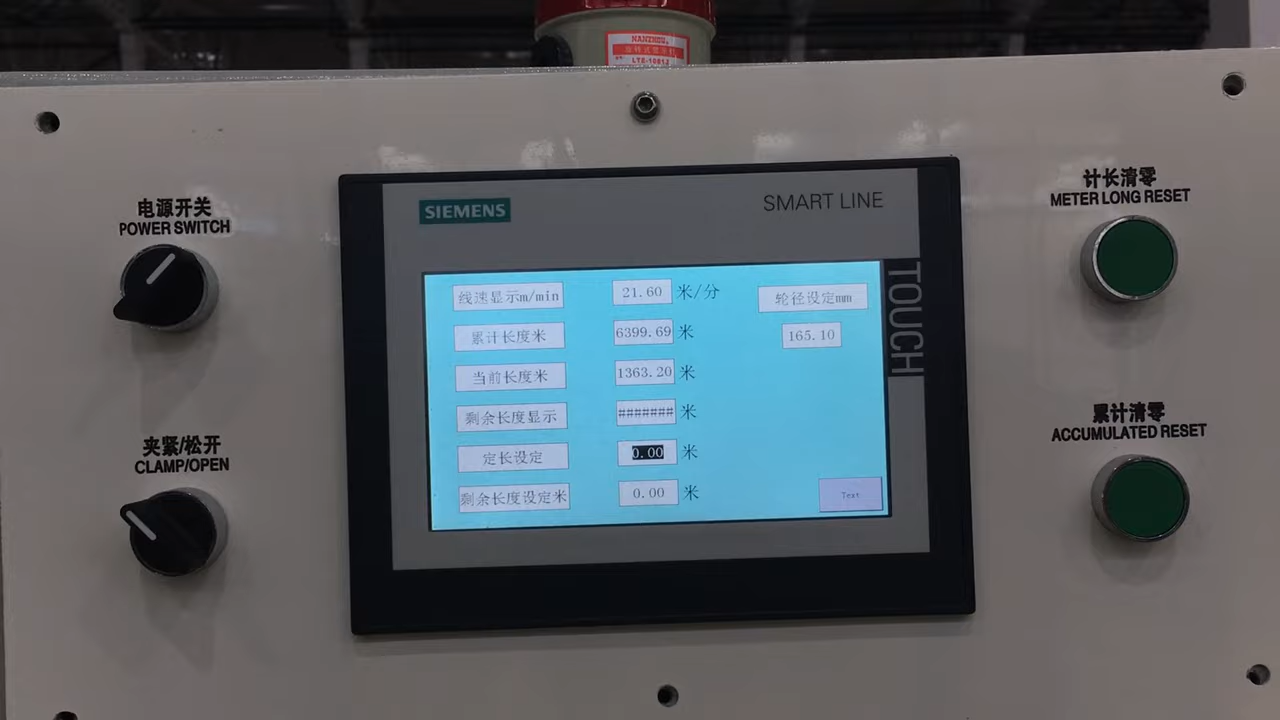 NANZHOU
LTE-1081J
电源开关
POWER SWITCH
夹紧/松开
CLAMP/OPEN
SIEMENS
SMART LINE
TOUCH
线速显示m/min
21.60 米/分
轮径设定mm
累计长度米
6399.69 米
165.10
当前长度米
1363.20 米
剩余长度显示
####### 米
定长设定
0.00 米
剩余长度设定米
0.00 米
Text
计长清零
METER LONG RESET
累计清零
ACCUMULATED RESET